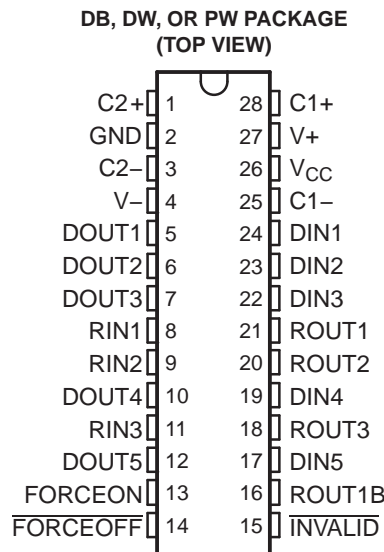 DB, DW, OR PW PACKAGE
(TOP VIEW)
C2+ 1 28 C1+
GND 2 27 V+
C2− 3 26 VCC
V− 4 25 C1−
DOUT1 5 24 DIN1
DOUT2 6 23 DIN2
DOUT3 7 22 DIN3
RIN1 8 21 ROUT1
RIN2 9 20 ROUT2
DOUT4 10 19 DIN4
RIN3 11 18 ROUT3
DOUT5 12 17 DIN5
FORCEON 13 16 ROUT1B
FORCEOFF 14 15 INVALID